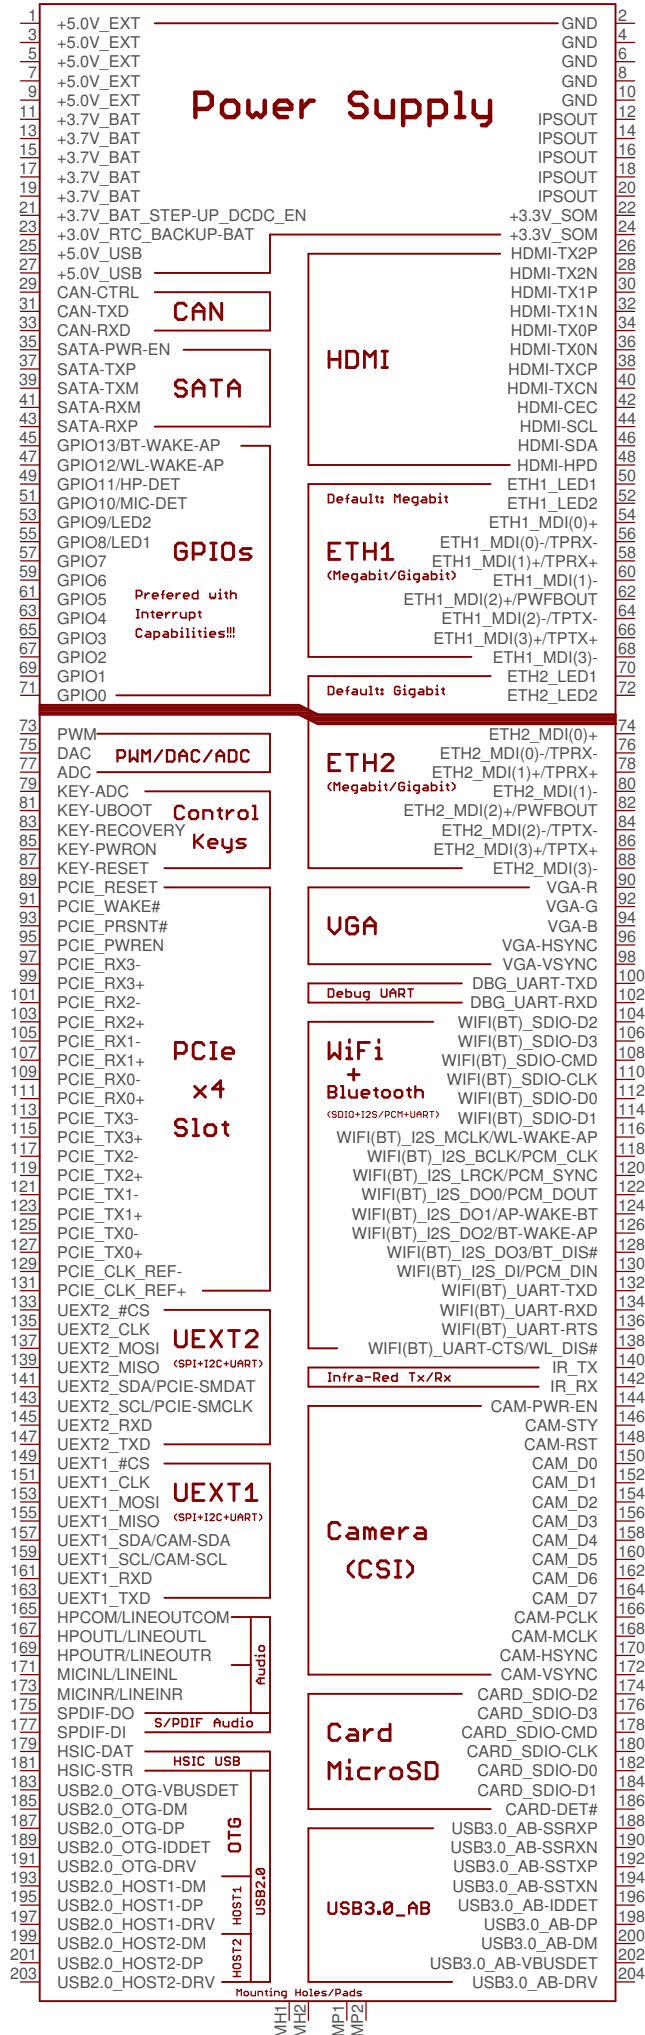 1 +5.0V_EXT GND 2
3 +5.0V_EXT GND 4
5 +5.0V_EXT GND 6
7 +5.0V_EXT GND 8
9 +5.0V_EXT GND 10
Power Supply
11 +3.7V_BAT IPSOUT 12
13 +3.7V_BAT IPSOUT 14
15 +3.7V_BAT IPSOUT 16
17 +3.7V_BAT IPSOUT 18
19 +3.7V_BAT IPSOUT 20
21 +3.7V_BAT_STEP-UP_DCDC_EN +3.3V_SOM 22
23 +3.0V_RTC_BACKUP-BAT +3.3V_SOM 24
25 +5.0V_USB HDMI-TX2P 26
27 +5.0V_USB HDMI-TX2N 28
29 CAN-CTRL HDMI-TX1P 30
31 CAN-TXD CAN HDMI-TX1N 32
33 CAN-RXD HDMI-TX0P 34
35 SATA-PWR-EN HDMI HDMI-TX0N 36
37 SATA-TXP HDMI-TXCP 38
39 SATA-TXM SATA HDMI-TXCN 40
41 SATA-RXM HDMI-CEC 42
43 SATA-RXP HDMI-SCL 44
45 GPIO13/BT-WAKE-AP HDMI-SDA 46
47 GPIO12/WL-WAKE-AP HDMI-HPD 48
49 GPIO11/HP-DET ETH1_LED1 50
51 GPIO10/MIC-DET Default: Megabit ETH1_LED2 52
53 GPIO9/LED2 ETH1_MDI(0)+ 54
55 GPIO8/LED1 GPIOs ETH1 ETH1_MDI(0)-/TPRX- 56
57 GPIO7 ETH1_MDI(1)+/TPRX+ 58
59 GPIO6 (Megabit/Gigabit) ETH1_MDI(1)- 60
61 GPIO5 Prefered with ETH1_MDI(2)+/PWFBOUT 62
63 GPIO4 Interrupt ETH1_MDI(2)-/TPTX- 64
65 GPIO3 Capabilities!!! ETH1_MDI(3)+/TPTX+ 66
67 GPIO2 ETH1_MDI(3)- 68
69 GPIO1 ETH2_LED1 70
71 GPIO0 Default: Gigabit ETH2_LED2 72
73 PWM ETH2_MDI(0)+ 74
75 DAC PWM/DAC/ADC ETH2 ETH2_MDI(0)-/TPRX- 76
77 ADC ETH2_MDI(1)+/TPRX+ 78
79 KEY-ADC (Megabit/Gigabit) ETH2_MDI(1)- 80
81 KEY-UBOOT Control ETH2_MDI(2)+/PWFBOUT 82
83 KEY-RECOVERY Keys ETH2_MDI(2)-/TPTX- 84
85 KEY-PWRON ETH2_MDI(3)+/TPTX+ 86
87 KEY-RESET ETH2_MDI(3)- 88
89 PCIE_RESET VGA-R 90
91 PCIE_WAKE# VGA-G 92
93 PCIE_PRSNT# VGA VGA-B 94
95 PCIE_PWREN VGA-HSYNC 96
97 PCIE_RX3- VGA-VSYNC 98
99 PCIE_RX3+ DBG_UART-TXD 100
101 PCIE_RX2- Debug UART DBG_UART-RXD 102
103 PCIE_RX2+ WIFI(BT)_SDIO-D2 104
105 PCIE_RX1- PCIe WiFi WIFI(BT)_SDIO-D3 106
107 PCIE_RX1+ + WIFI(BT)_SDIO-CMD 108
109 PCIE_RX0- x4 Bluetooth WIFI(BT)_SDIO-CLK 110
111 PCIE_RX0+ WIFI(BT)_SDIO-D0 112
113 PCIE_TX3- Slot (SDIO+I2S/PCM+UART) WIFI(BT)_SDIO-D1 114
115 PCIE_TX3+ WIFI(BT)_I2S_MCLK/WL-WAKE-AP 116
117 PCIE_TX2- WIFI(BT)_I2S_BCLK/PCM_CLK 118
119 PCIE_TX2+ WIFI(BT)_I2S_LRCK/PCM_SYNC 120
121 PCIE_TX1- WIFI(BT)_I2S_DO0/PCM_DOUT 122
123 PCIE_TX1+ WIFI(BT)_I2S_DO1/AP-WAKE-BT 124
125 PCIE_TX0- WIFI(BT)_I2S_DO2/BT-WAKE-AP 126
127 PCIE_TX0+ WIFI(BT)_I2S_DO3/BT_DIS# 128
129 PCIE_CLK_REF- WIFI(BT)_I2S_DI/PCM_DIN 130
131 PCIE_CLK_REF+ WIFI(BT)_UART-TXD 132
133 UEXT2_#CS WIFI(BT)_UART-RXD 134
135 UEXT2_CLK UEXT2 WIFI(BT)_UART-RTS 136
137 UEXT2_MOSI WIFI(BT)_UART-CTS/WL_DIS# 138
139 UEXT2_MISO (SPI+I2C+UART) IR_TX 140
141 UEXT2_SDA/PCIE-SMDAT Infra-Red Tx/Rx IR_RX 142
143 UEXT2_SCL/PCIE-SMCLK CAM-PWR-EN 144
145 UEXT2_RXD CAM-STY 146
147 UEXT2_TXD CAM-RST 148
149 UEXT1_#CS CAM_D0 150
151 UEXT1_CLK UEXT1 CAM_D1 152
153 UEXT1_MOSI CAM_D2 154
155 UEXT1_MISO (SPI+I2C+UART) Camera CAM_D3 156
157 UEXT1_SDA/CAM-SDA CAM_D4 158
159 UEXT1_SCL/CAM-SCL (CSI) CAM_D5 160
161 UEXT1_RXD CAM_D6 162
163 UEXT1_TXD CAM_D7 164
165 HPCOM/LINEOUTCOM CAM-PCLK 166
167 HPOUTL/LINEOUTL CAM-MCLK 168
169 HPOUTR/LINEOUTR Audio CAM-HSYNC 170
171 MICINL/LINEINL CAM-VSYNC 172
173 MICINR/LINEINR CARD_SDIO-D2 174
175 SPDIF-DO S/PDIF Audio CARD_SDIO-D3 176
177 SPDIF-DI Card CARD_SDIO-CMD 178
179 HSIC-DAT HSIC USB CARD_SDIO-CLK 180
181 HSIC-STR MicroSD CARD_SDIO-D0 182
183 USB2.0_OTG-VBUSDET CARD_SDIO-D1 184
185 USB2.0_OTG-DM CARD-DET# 186
187 USB2.0_OTG-DP OTG USB3.0_AB-SSRXP 188
189 USB2.0_OTG-IDDET USB3.0_AB-SSRXN 190
191 USB2.0_OTG-DRV USB2.0 USB3.0_AB-SSTXP 192
193 USB2.0_HOST1-DM USB3.0_AB-SSTXN 194
195 USB2.0_HOST1-DP HOST1 USB3.0_AB USB3.0_AB-IDDET 196
197 USB2.0_HOST1-DRV USB3.0_AB-DP 198
199 USB2.0_HOST2-DM USB3.0_AB-DM 200
201 USB2.0_HOST2-DP HOST2 USB3.0_AB-VBUSDET 202
203 USB2.0_HOST2-DRV USB3.0_AB-DRV 204
Mounting Holes/Pads
MH1 MH2 MP1 MP2